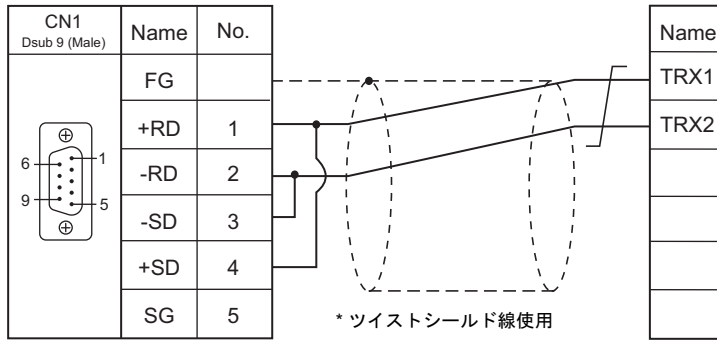 CN1
Dsub 9 (Male)
Name
No.
Name
FG
TRX1
+RD
1
TRX2
-RD
2
-SD
3
+SD
4
SG
5
6
1
9
5
* ツイストシールド線使用